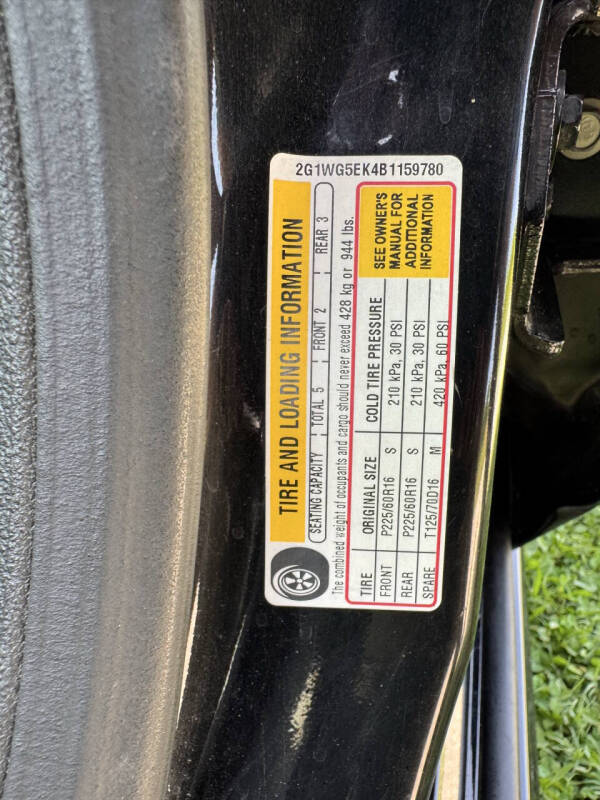 2G1WG5EK4B1159780
TIRE AND LOADING INFORMATION
SEATING CAPACITY TOTAL 5 FRONT 2 REAR 3
The combined weight of occupants and cargo should never exceed 428 kg or 944 lbs.
TIRE ORIGINAL SIZE COLD TIRE PRESSURE
FRONT P225/60R16 S 210 kPa, 30 PSI
REAR P225/60R16 S 210 kPa, 30 PSI
SPARE T125/70D16 M 420 kPa, 60 PSI
SEE OWNER'S
MANUAL FOR
ADDITIONAL
INFORMATION